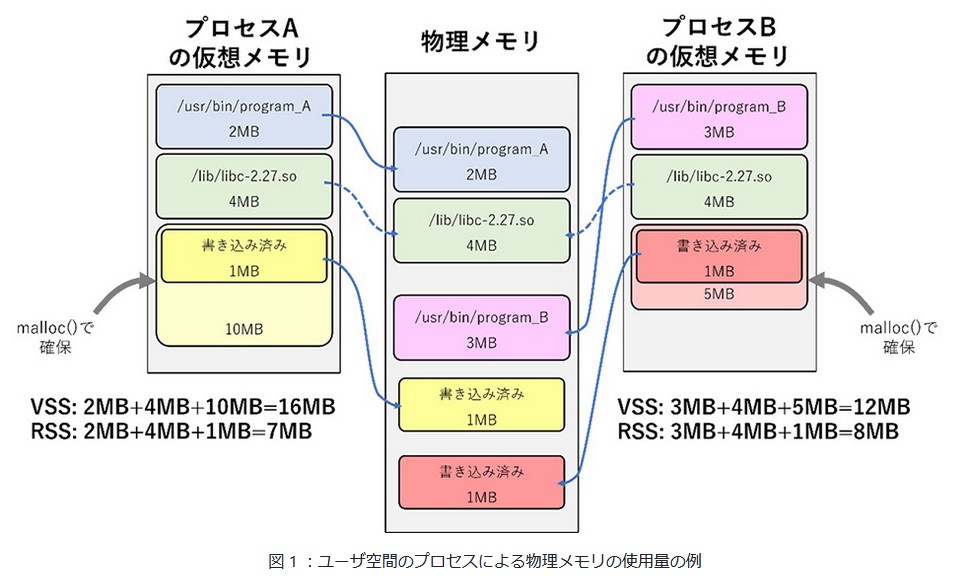 プロセスA
の仮想メモリ
/usr/bin/program_A
2MB
/lib/libc-2.27.so
4MB
書き込み済み
1MB
10MB
malloc()で
確保
VSS: 2MB+4MB+10MB=16MB
RSS: 2MB+4MB+1MB=7MB
物理メモリ
/usr/bin/program_A
2MB
/lib/libc-2.27.so
4MB
/usr/bin/program_B
3MB
書き込み済み
1MB
書き込み済み
1MB
プロセスB
の仮想メモリ
/usr/bin/program_B
3MB
/lib/libc-2.27.so
4MB
書き込み済み
1MB
5MB
malloc()で
確保
VSS: 3MB+4MB+5MB=12MB
RSS: 3MB+4MB+1MB=8MB
図 1 ：ユーザ空間のプロセスによる物理メモリの使用量の例